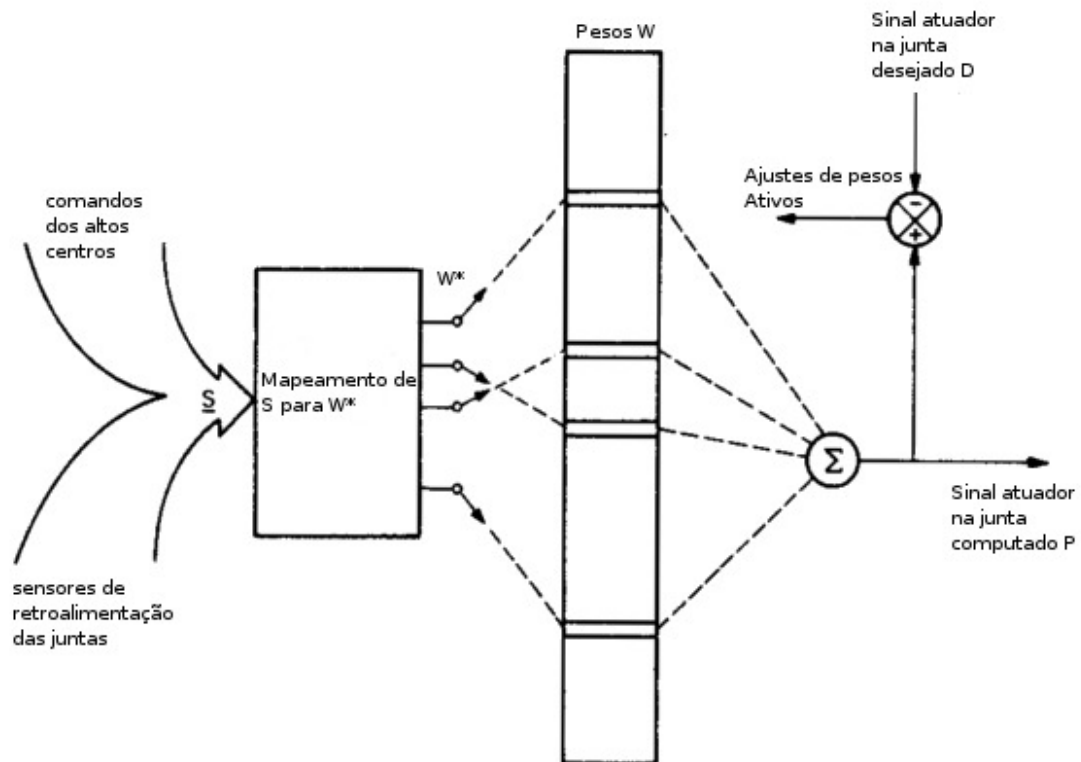 Pesos W
Sinal atuador
na junta
desejado D
Ajustes de pesos
Ativos
−
+
comandos
dos altos
centros
W*
S
Mapeamento de
S para W*
Σ
Sinal atuador
na junta
computado P
sensores de
retroalimentação
das juntas